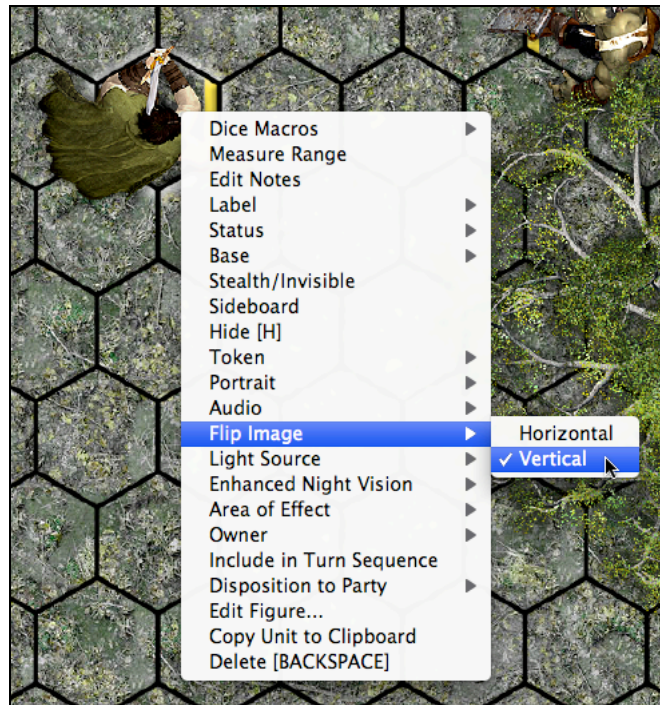 Dice Macros
Measure Range
Edit Notes
Label
Status
Base
Stealth/Invisible
Sideboard
Hide [H]
Token
Portrait
Audio
Flip Image
Horizontal
✓ Vertical
Light Source
Enhanced Night Vision
Area of Effect
Owner
Include in Turn Sequence
Disposition to Party
Edit Figure...
Copy Unit to Clipboard
Delete [BACKSPACE]